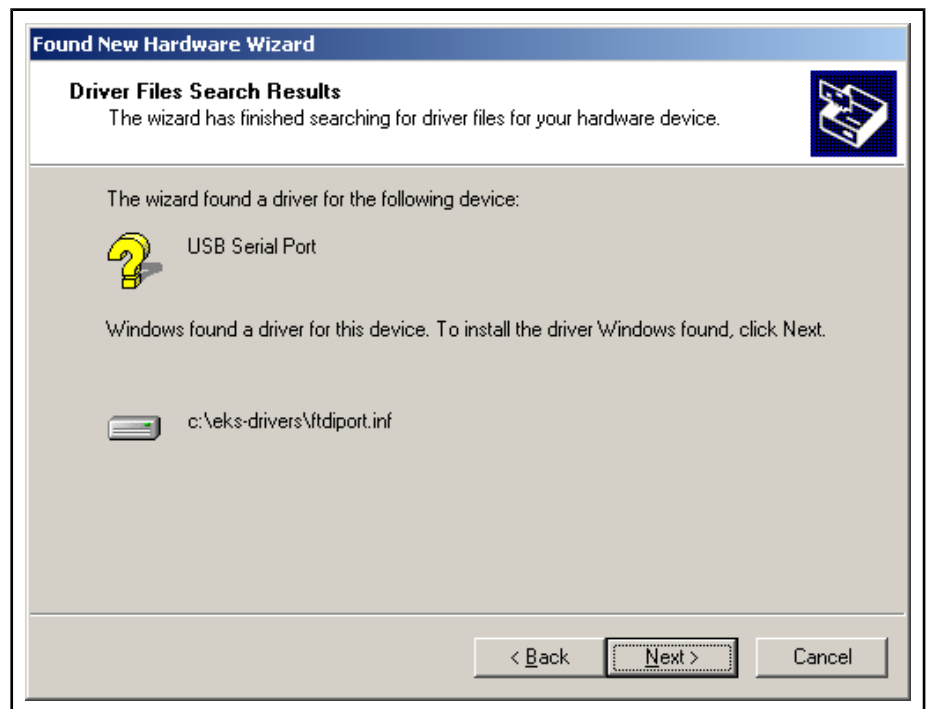 Found New Hardware Wizard
Driver Files Search Results
The wizard has finished searching for driver files for your hardware device.
The wizard found a driver for the following device:
USB Serial Port
Windows found a driver for this device. To install the driver Windows found, click Next.
c:\eks-drivers\ftdiport.inf
< Back Next > Cancel